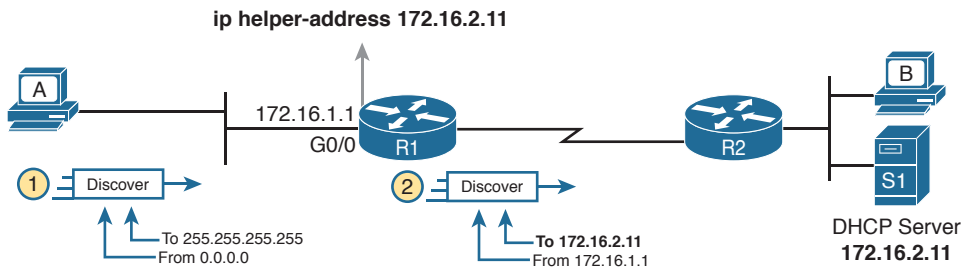 ip helper-address 172.16.2.11
A
172.16.1.1
G0/0
R1
R2
B
S1
1
Discover
2
Discover
To 255.255.255.255
From 0.0.0.0
To 172.16.2.11
From 172.16.1.1
DHCP Server
172.16.2.11